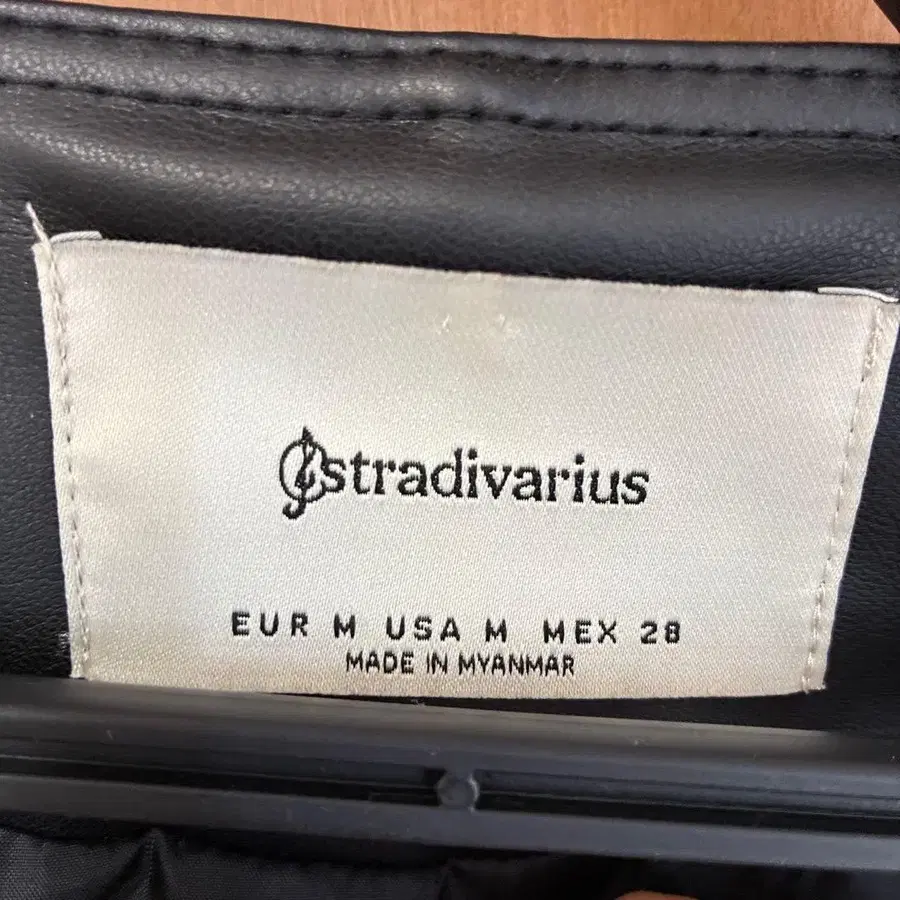 stradivarius
EUR M USA M MEX 28
MADE IN MYANMAR